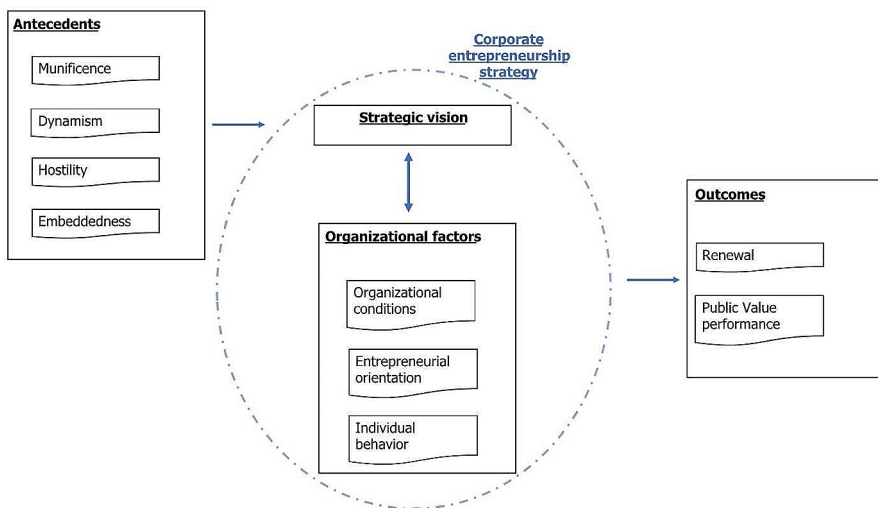 Antecedents
Munificence
Dynamism
Hostility
Embeddedness
Corporate
entrepreneurship
strategy
Strategic vision
Organizational factors
Organizational
conditions
Entrepreneurial
orientation
Individual
behavior
Outcomes
Renewal
Public Value
performance